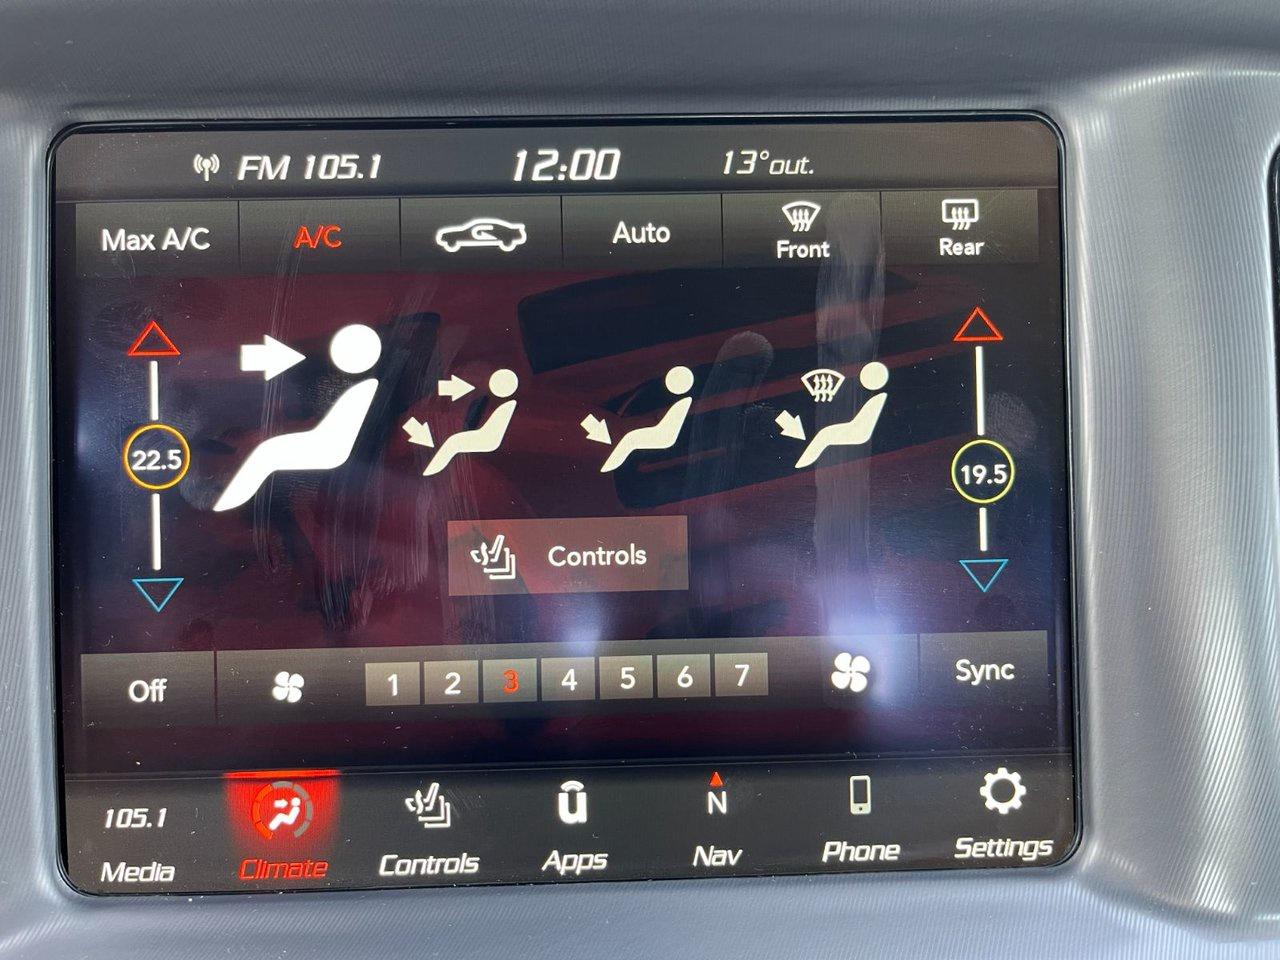 FM 105.1 12:00 13° out.
Max A/C A/C Auto Front Rear
22.5 19.5
Controls
Off 1 2 3 4 5 6 7 Sync
105.1 ū N
Media Climate Controls Apps Nav Phone Settings